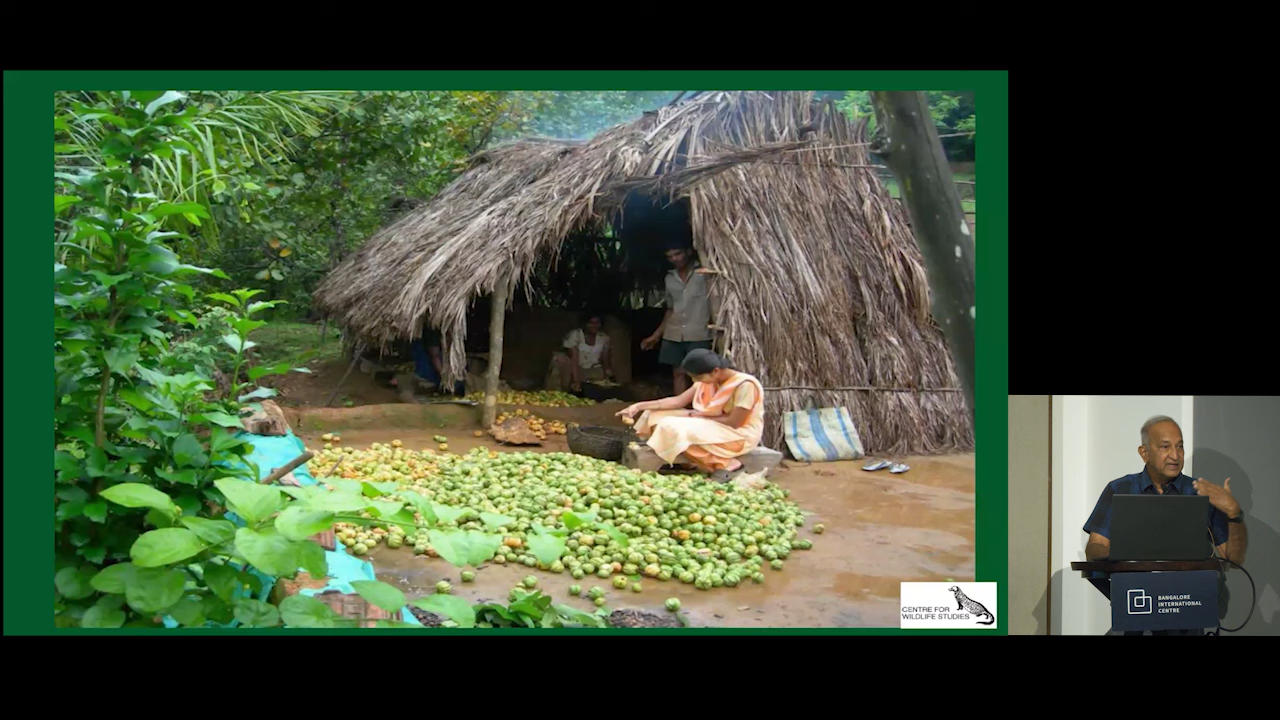 CENTRE FOR
WILDLIFE STUDIES
BANGALORE
INTERNATIONAL
CENTRE